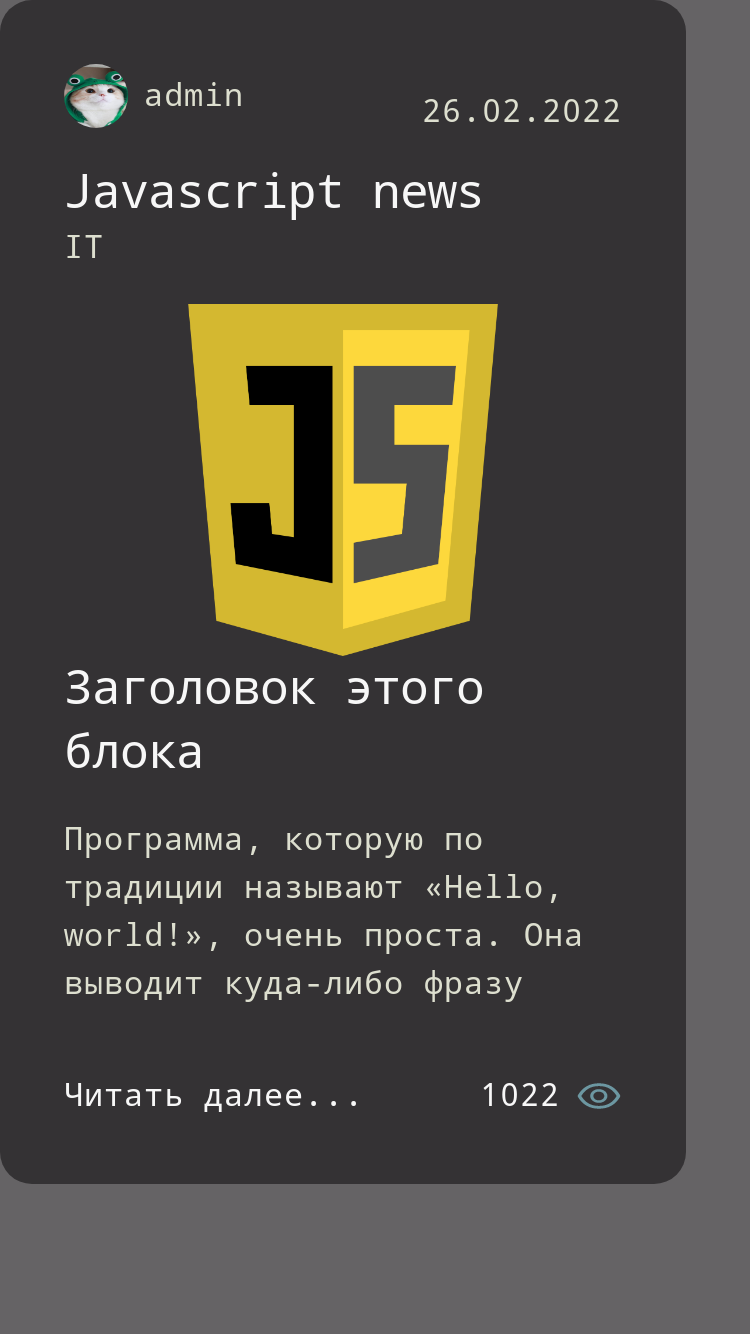 admin
26.02.2022
Javascript news
IT
JS
Заголовок этого
блока
Программа, которую по
традиции называют «Hello,
world!», очень проста. Она
выводит куда-либо фразу
Читать далее...
1022